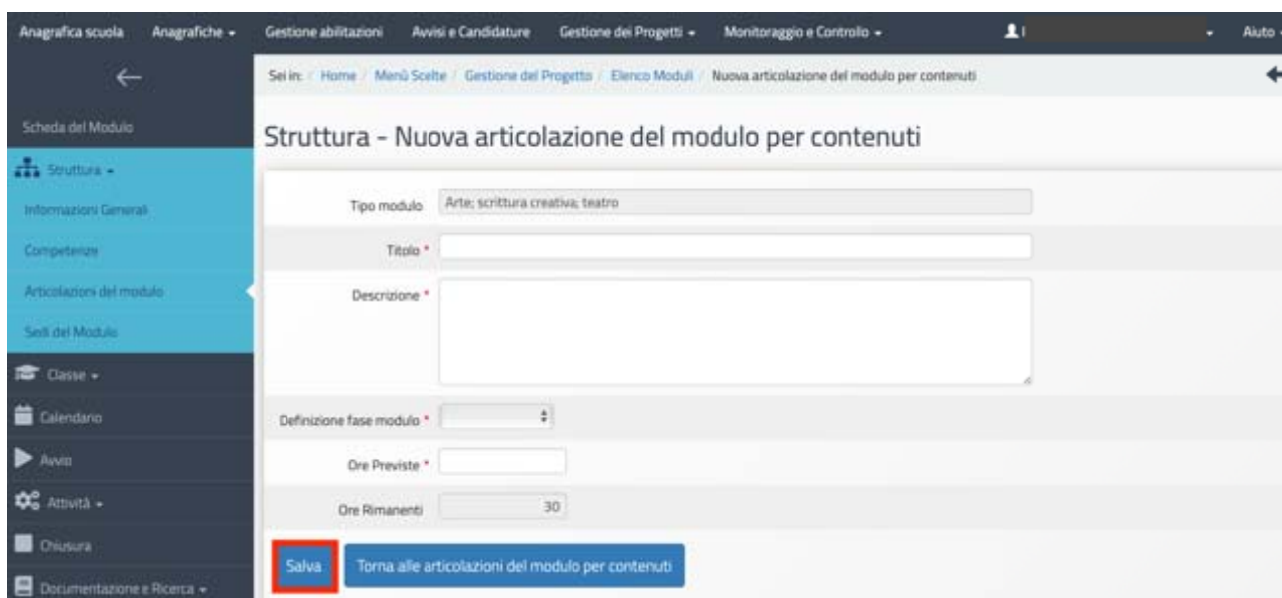 Anagrafica scuola Anagrafiche Gestione abilitazioni Avvisi e Candidature Gestione dei Progetti Monitoraggio e Controllo Aiuto
Sei in: / Home / Menù Scelte / Gestione del Progetto / Elenco Moduli / Nuova articolazione del modulo per contenuti
Scheda del Modulo
Struttura
Informazioni Generali
Competenze
Articolazioni del modulo
Sedi del Modulo
Classe
Calendario
Avvio
Attività
Chiusura
Documentazione e Ricerca
Struttura - Nuova articolazione del modulo per contenuti
Tipo modulo Arte; scrittura creativa; teatro
Titolo *
Descrizione *
Definizione fase modulo *
Ore Previste *
Ore Rimanenti 30
Salva Torna alle articolazioni del modulo per contenuti